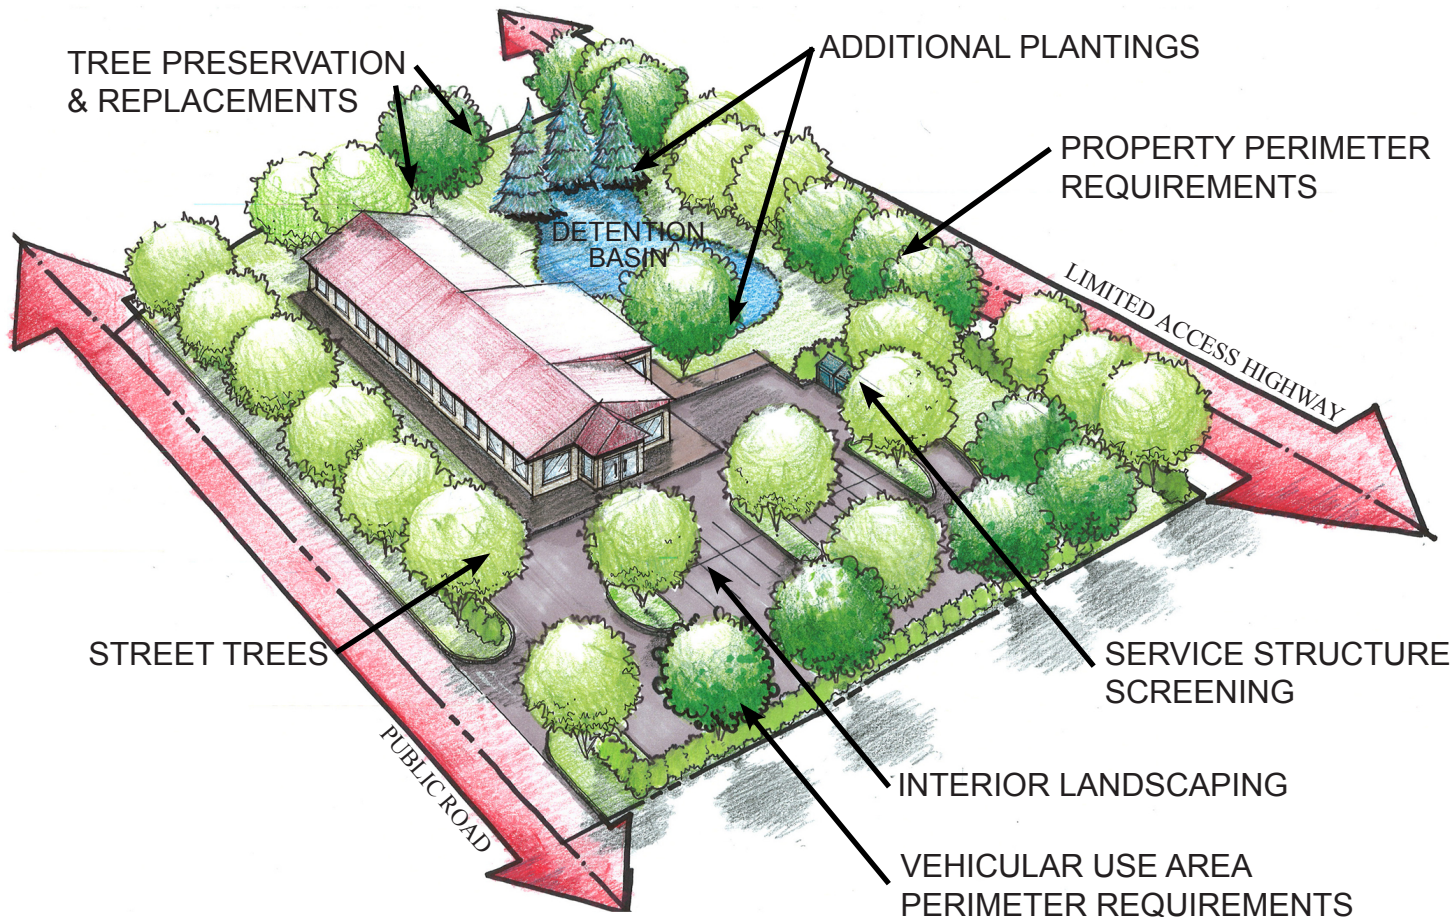 TREE PRESERVATION
& REPLACEMENTS
ADDITIONAL PLANTINGS
PROPERTY PERIMETER
REQUIREMENTS
DETENTION
BASIN
LIMITED ACCESS HIGHWAY
STREET TREES
SERVICE STRUCTURE
SCREENING
PUBLIC ROAD
INTERIOR LANDSCAPING
VEHICULAR USE AREA
PERIMETER REQUIREMENTS